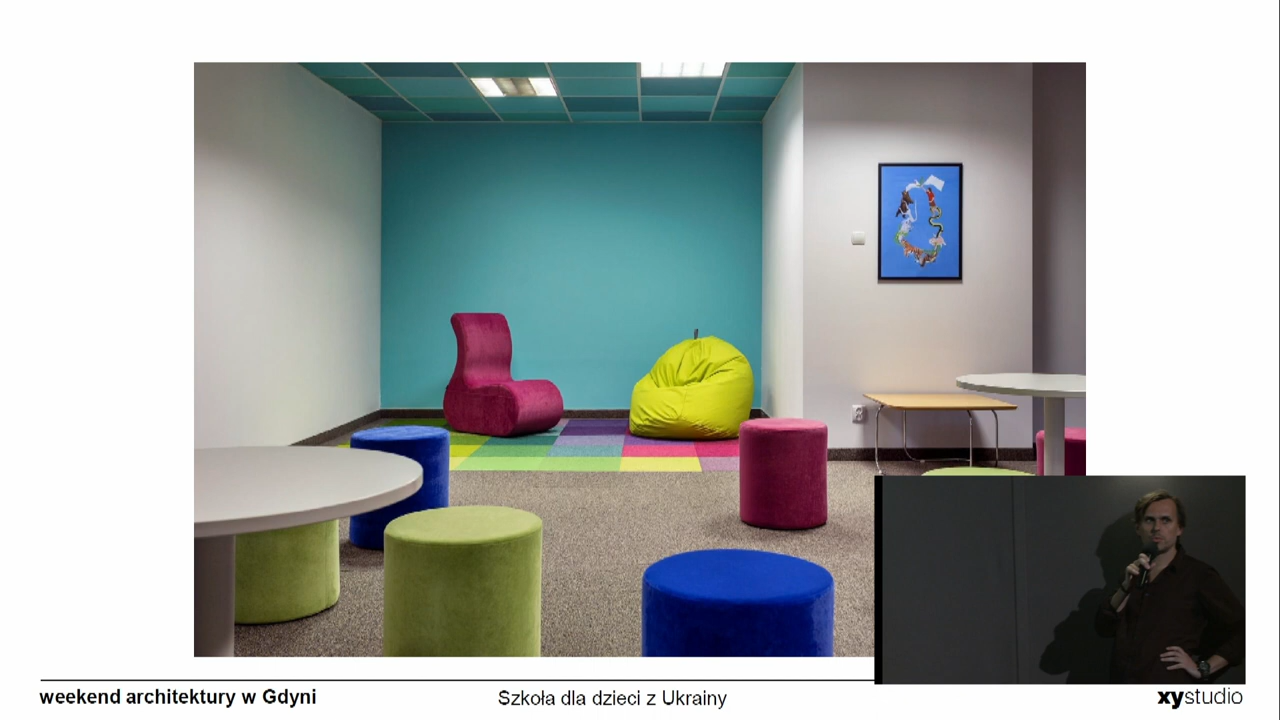 weekend architektury w Gdyni
Szkoła dla dzieci z Ukrainy
xystudio